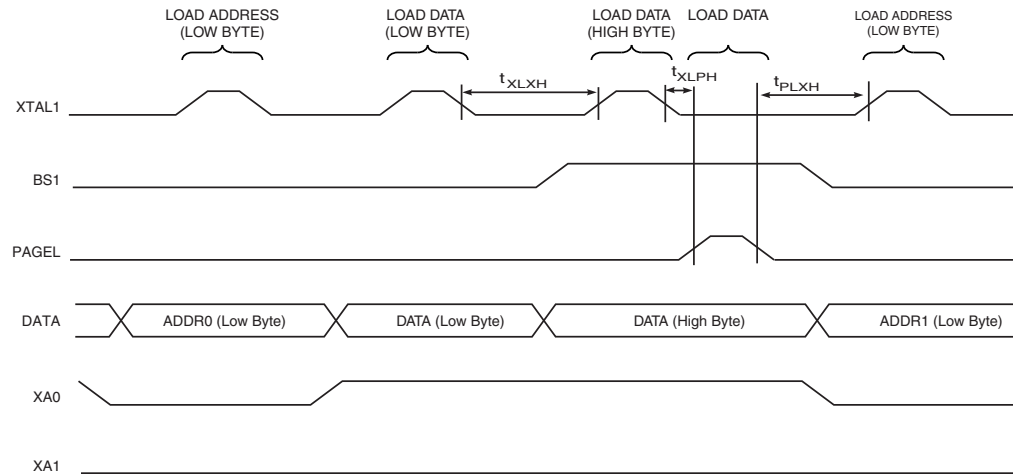 LOAD ADDRESS
(LOW BYTE)
LOAD DATA
(LOW BYTE)
LOAD DATA
(HIGH BYTE)
LOAD DATA
LOAD ADDRESS
(LOW BYTE)
XTAL1
tXLXH
tXLPH
tPLXH
BS1
PAGEL
DATA
ADDR0 (Low Byte)
DATA (Low Byte)
DATA (High Byte)
ADDR1 (Low Byte)
XA0
XA1